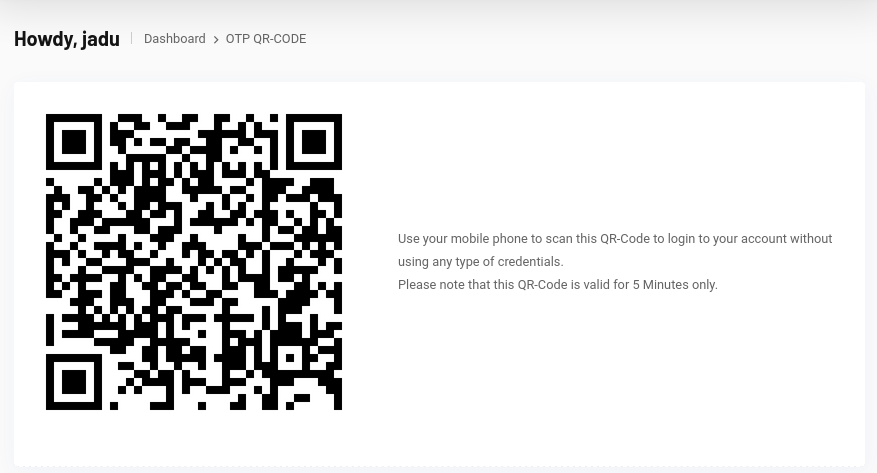 Howdy, jadu
Dashboard > OTP QR-CODE
Use your mobile phone to scan this QR-Code to login to your account without
using any type of credentials.
Please note that this QR-Code is valid for 5 Minutes only.